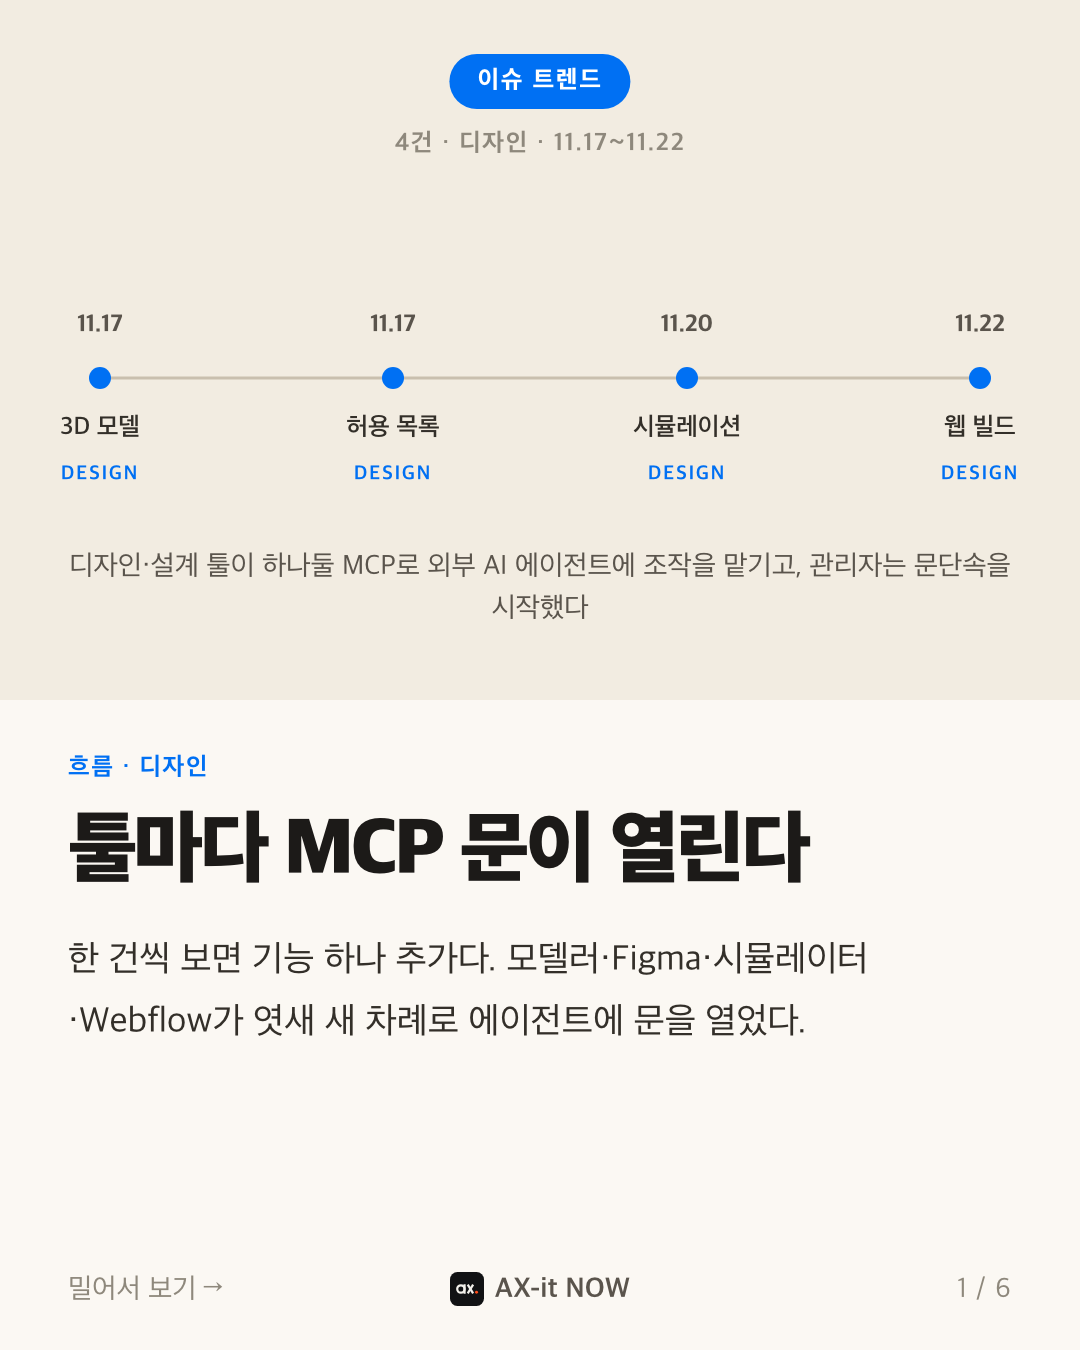 이슈 트렌드
4건 · 디자인 · 11.17~11.22
11.17 11.17 11.20 11.22
3D 모델 허용 목록 시뮬레이션 웹 빌드
DESIGN DESIGN DESIGN DESIGN
디자인·설계 툴이 하나둘 MCP로 외부 AI 에이전트에 조작을 맡기고, 관리자는 문단속을
시작했다
흐름 · 디자인
툴마다 MCP 문이 열린다
한 건씩 보면 기능 하나 추가다. 모델러·Figma·시뮬레이터
·Webflow가 엿새 새 차례로 에이전트에 문을 열었다.
밀어서 보기 → ax. AX-it NOW 1 / 6